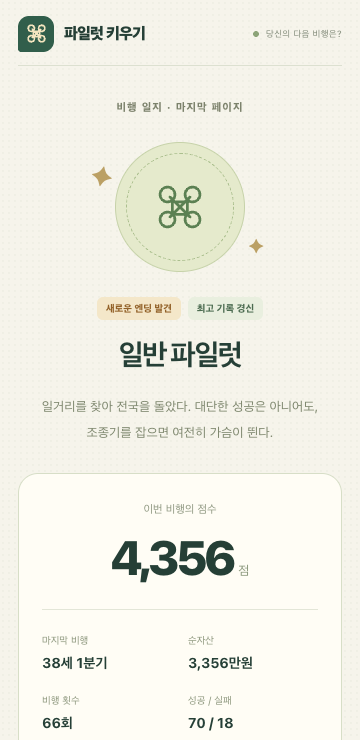 파일럿 키우기
당신의 다음 비행은?
비행 일지 · 마지막 페이지
새로운 엔딩 발견
최고 기록 경신
일반 파일럿
일거리를 찾아 전국을 돌았다. 대단한 성공은 아니어도,
조종기를 잡으면 여전히 가슴이 뛴다.
이번 비행의 점수
4,356점
마지막 비행
순자산
38세 1분기
3,356만원
비행 횟수
성공 / 실패
66회
70 / 18